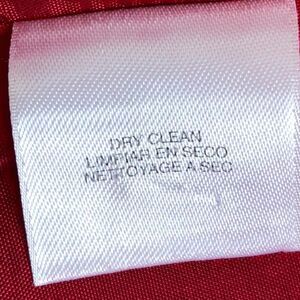 DRY CLEAN
LIMPIAR EN SECO
NETTOYAGE A SEC